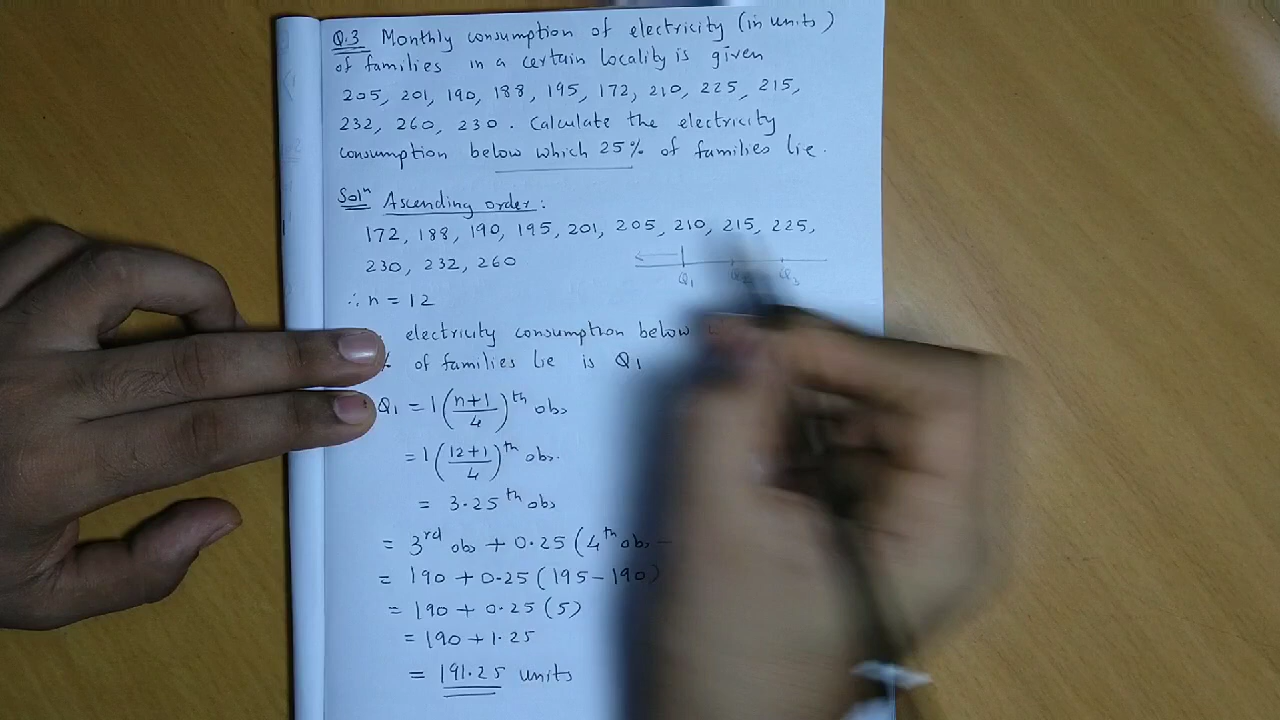 Q.3 Monthly consumption of electricity (in units)
of families in a certain locality is given
205, 201, 190, 188, 195, 172, 210, 225, 215,
232, 260, 230. Calculate the electricity
consumption below which 25% of families lie.
Solⁿ Ascending order:
172, 188, 190, 195, 201, 205, 210, 215, 225,
230, 232, 260
Q₁ Q₂ Q₃
∴ n = 12
electricity consumption below
% of families lie is Q₁
Q₁ = 1(n+1/4)ᵗʰ obs
= 1(12+1/4)ᵗʰ obs.
= 3.25ᵗʰ obs
= 3ʳᵈ obs + 0.25 (4ᵗʰ obs -
= 190 + 0.25 (195 - 190)
= 190 + 0.25 (5)
= 190 + 1.25
= 191.25 units